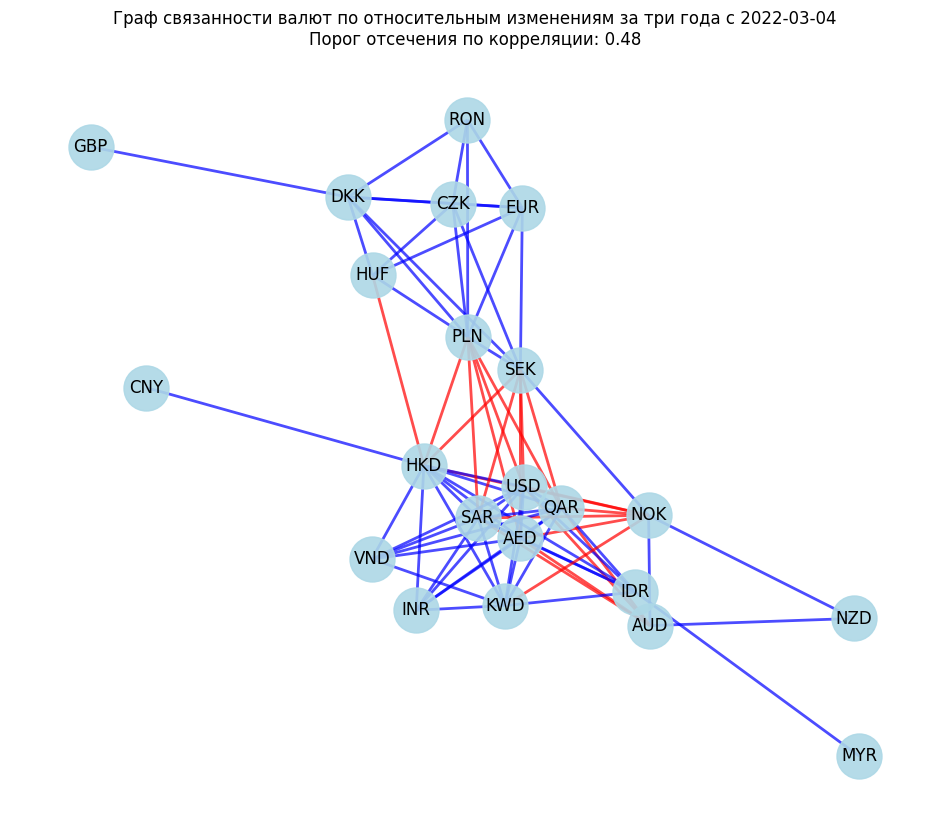 Граф связанности валют по относительным изменениям за три года с 2022-03-04
Порог отсечения по корреляции: 0.48
RON
GBP
DKK
CZK
EUR
HUF
PLN
SEK
CNY
HKD
USD
QAR
SAR
NOK
AED
VND
IDR
INR
KWD
AUD
NZD
MYR